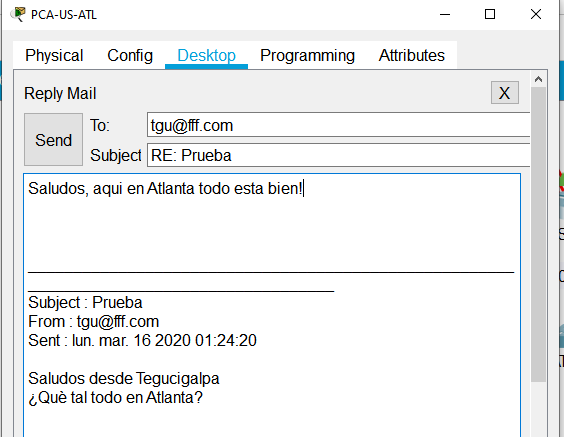 PCA-US-ATL
Physical Config Desktop Programming Attributes
Reply Mail X
Send
To: tgu@fff.com
Subject RE: Prueba
Saludos, aqui en Atlanta todo esta bien!
Subject : Prueba
From : tgu@fff.com
Sent : lun. mar. 16 2020 01:24:20
Saludos desde Tegucigalpa
¿Què tal todo en Atlanta?